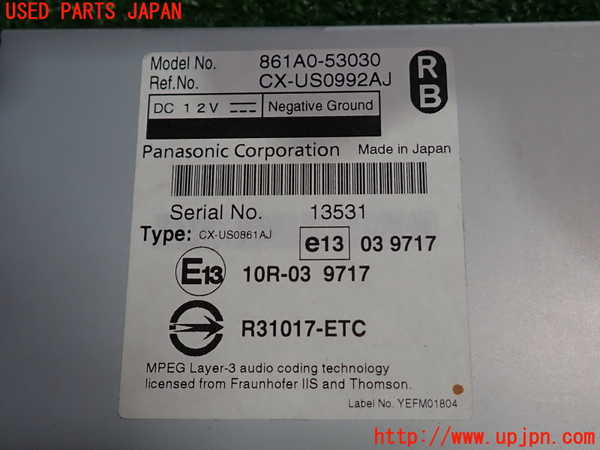 USED PARTS JAPAN
Model No. 861A0-53030
Ref.No. CX-US0992AJ
R
B
DC 12V Negative Ground
Panasonic Corporation Made in Japan
Serial No. 13531
Type: CX-US0861AJ e13 03 9717
E13 10R-03 9717
R31017-ETC
MPEG Layer-3 audio coding technology
licensed from Fraunhofer IIS and Thomson.
Label No. YEFM01804
http://www.upjpn.com/